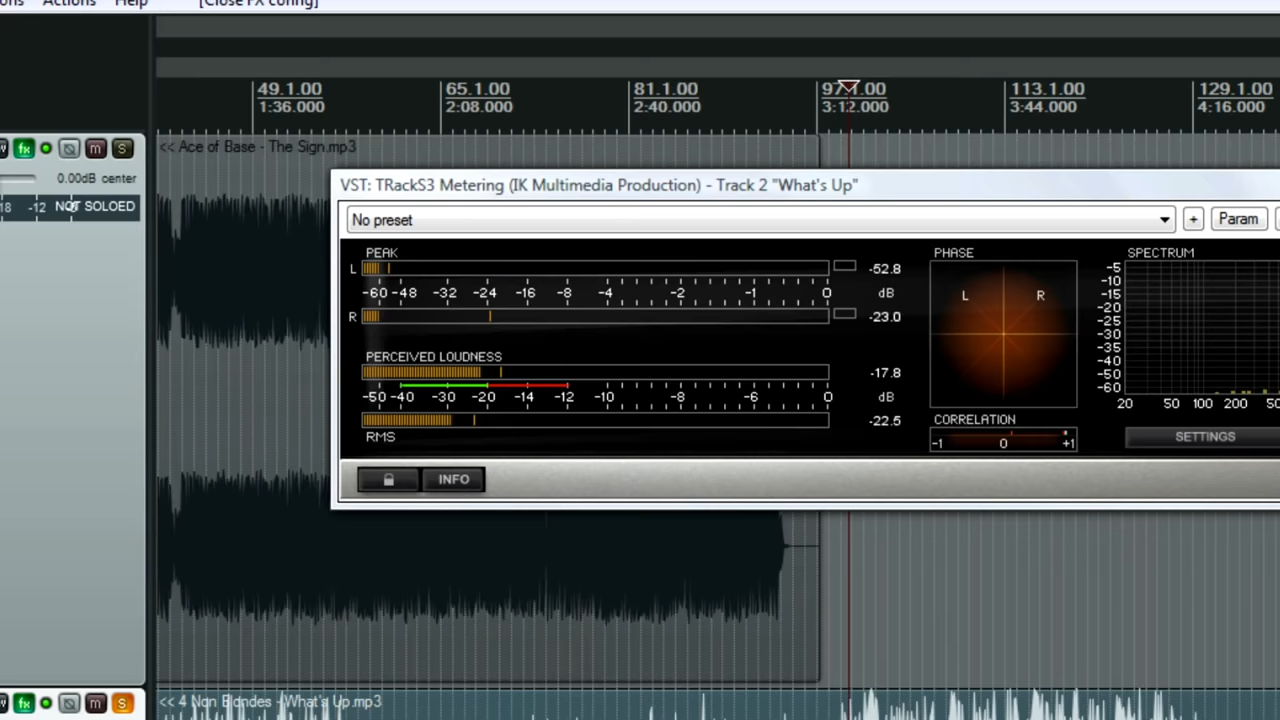 ons Actions Help [Close FX config]
49.1.00 65.1.00 81.1.00 97.1.00 113.1.00 129.1.00
1:36.000 2:08.000 2:40.000 3:12.000 3:44.000 4:16.000
fx m S
<< Ace of Base - The Sign.mp3
0.00dB center
18 -12 NOT SOLOED
VST: TRackS3 Metering (IK Multimedia Production) - Track 2 "What's Up"
No preset + Param
PEAK PHASE SPECTRUM
L -52.8
-60 -48 -32 -24 -16 -8 -4 -2 -1 0 dB
R -23.0
L R
-5
-10
-15
-20
-25
-30
-35
-40
-50
-60
20 50 100 200 50
PERCEIVED LOUDNESS
-17.8
-50 -40 -30 -20 -14 -12 -10 -8 -6 0 dB
-22.5
RMS
CORRELATION
-1 0 +1
SETTINGS
INFO
fx m S
<< 4 Non Blondes - What's Up.mp3